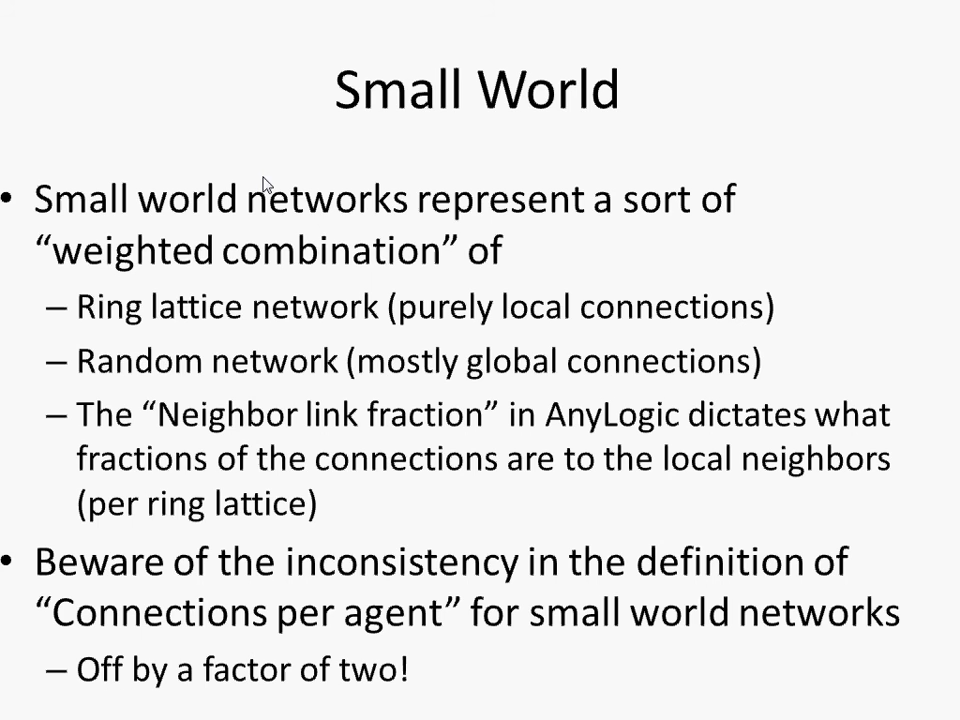 Small World
• Small world networks represent a sort of
“weighted combination” of
– Ring lattice network (purely local connections)
– Random network (mostly global connections)
– The “Neighbor link fraction” in AnyLogic dictates what
fractions of the connections are to the local neighbors
(per ring lattice)
• Beware of the inconsistency in the definition of
“Connections per agent” for small world networks
– Off by a factor of two!